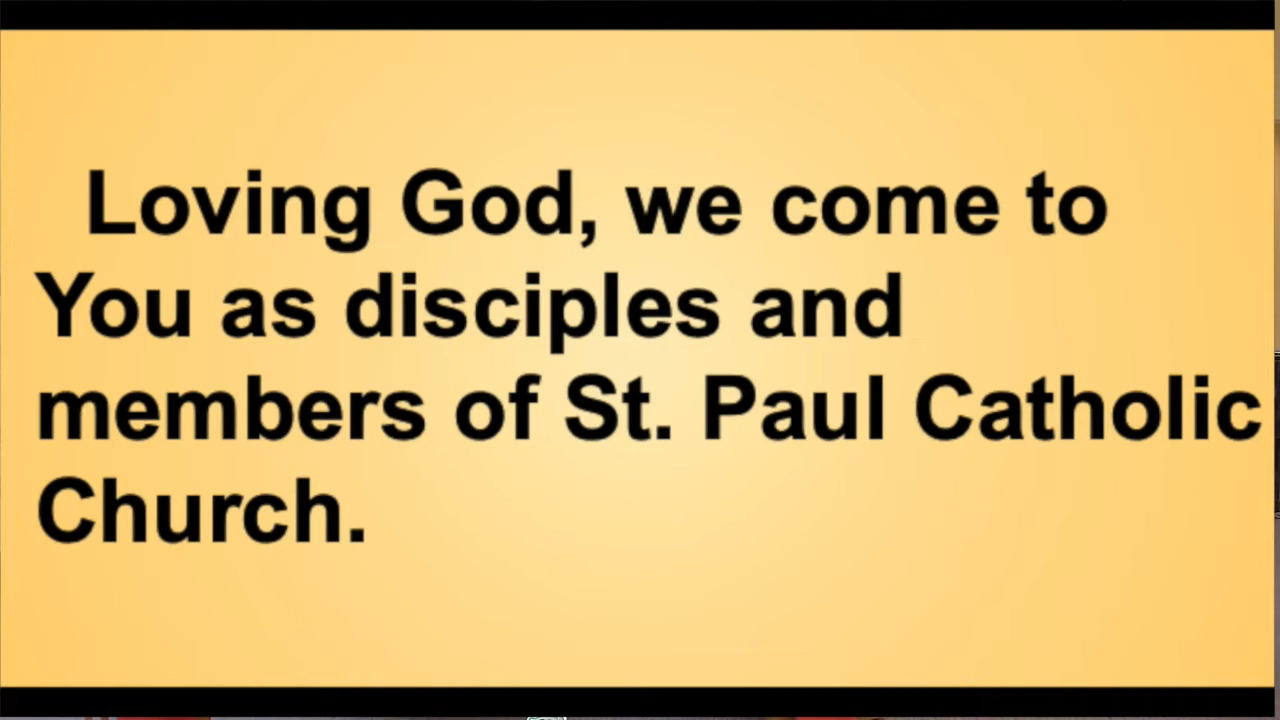 Loving God, we come to
You as disciples and
members of St. Paul Catholic
Church.